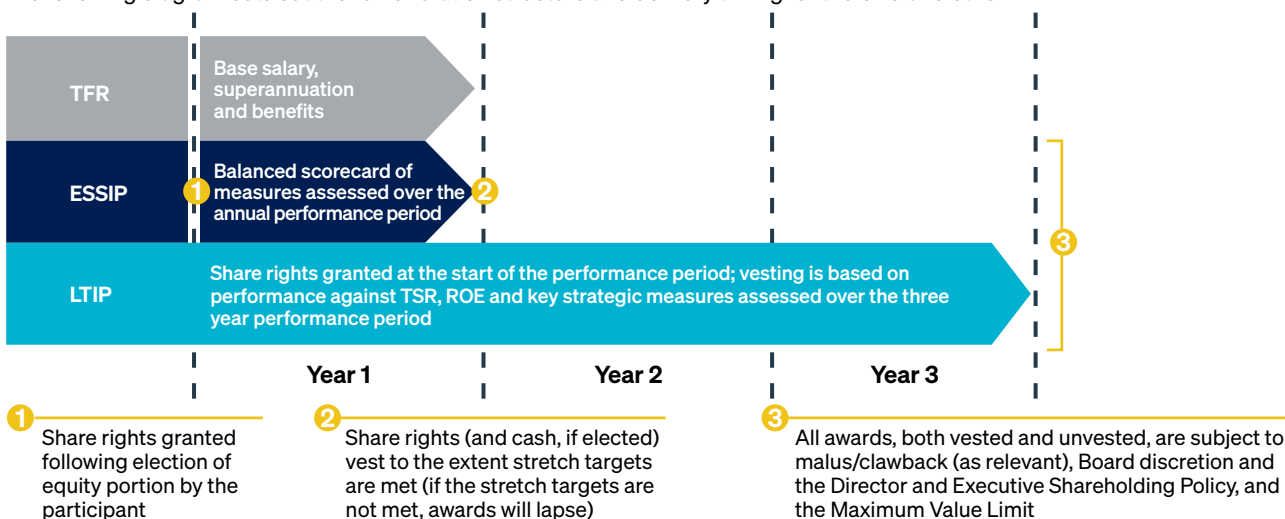 TFR
Base salary,
superannuation
and benefits
ESSIP
1
Balanced scorecard of
measures assessed over the
annual performance period
2
3
LTIP
Share rights granted at the start of the performance period; vesting is based on
performance against TSR, ROE and key strategic measures assessed over the three
year performance period
Year 1
Year 2
Year 3
1
Share rights granted
following election of
equity portion by the
participant
2
Share rights (and cash, if elected)
vest to the extent stretch targets
are met (if the stretch targets are
not met, awards will lapse)
3
All awards, both vested and unvested, are subject to
malus/clawback (as relevant), Board discretion and
the Director and Executive Shareholding Policy, and
the Maximum Value Limit